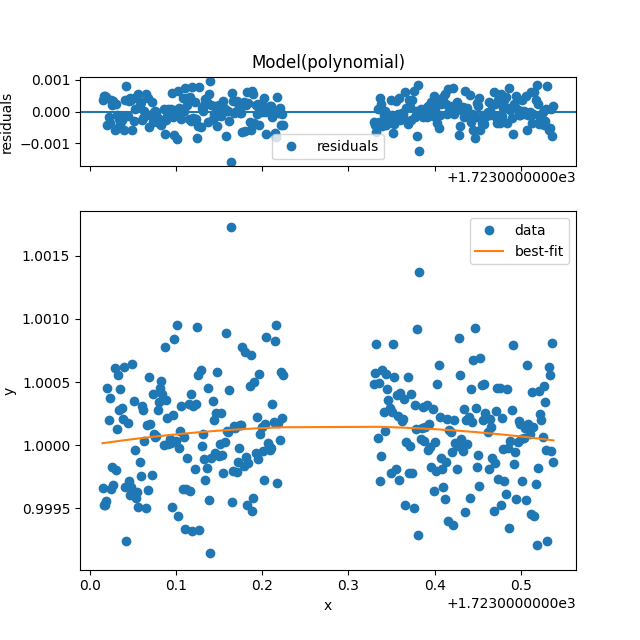 Model(polynomial)
0.001
0.000
−0.001
residuals
residuals
+1.7230000000e3
1.0015
1.0010
1.0005
1.0000
0.9995
y
data
best-fit
0.0 0.1 0.2 0.3 0.4 0.5
x
+1.7230000000e3